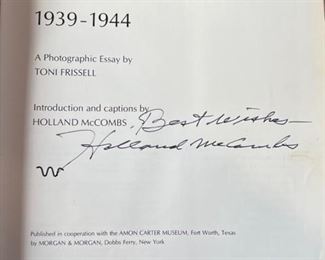 1939-1944
A Photographic Essay by
TONI FRISSELL
Introduction and captions by
HOLLAND McCOMBS
Best Wishes-
Holland McCombs
Published in cooperation with the AMON CARTER MUSEUM, Fort Worth, Texas
by MORGAN & MORGAN, Dobbs Ferry, New York